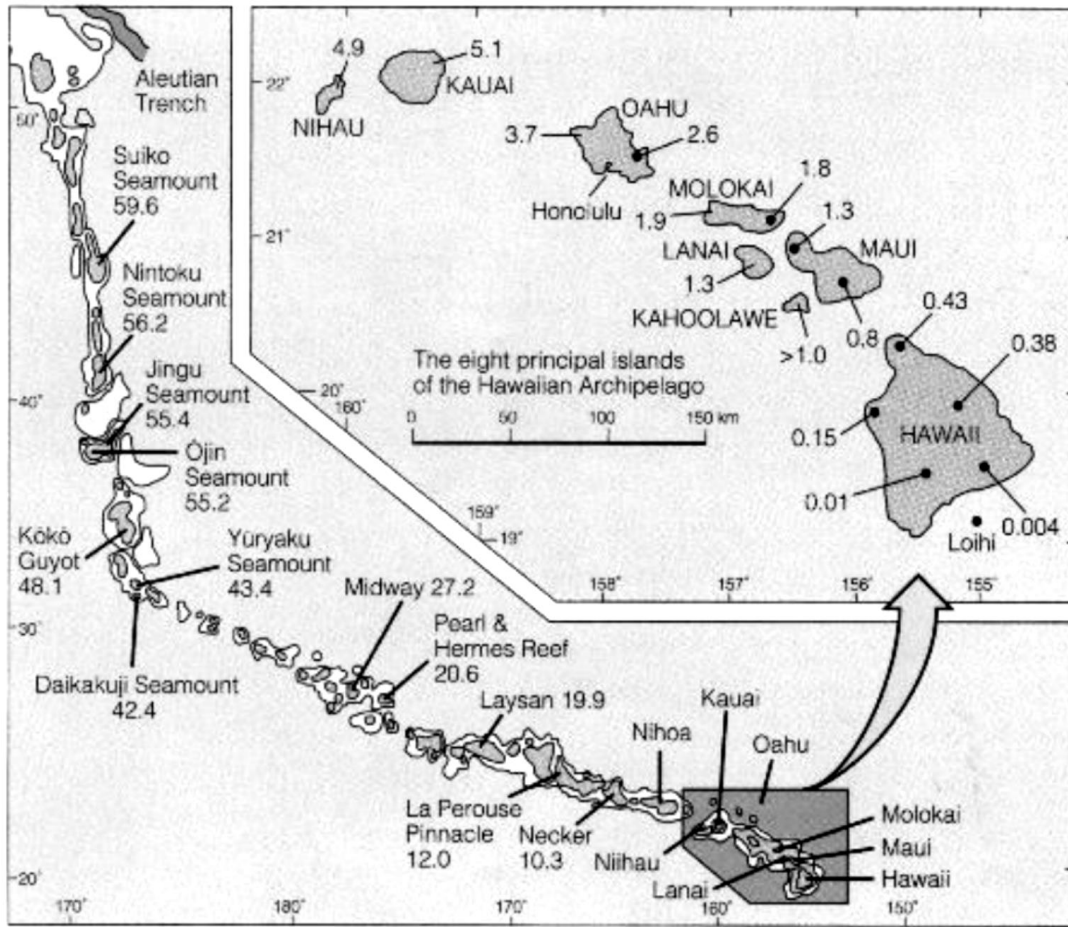 Aleutian
Trench
50°
Suiko
Seamount
59.6
Nintoku
Seamount
56.2
Jingu
Seamount
55.4
40°
Ōjin
Seamount
55.2
Kōkō
Guyot
48.1
Yūryaku
Seamount
43.4
30°
Daikakuji Seamount
42.4
Midway 27.2
Pearl &
Hermes Reef
20.6
Laysan 19.9
La Perouse
Pinnacle
12.0
Necker
10.3
Nihoa
Kauai
Oahu
Niihau
Molokai
Maui
Lanai
Hawaii
20°
170°
180°
170°
160°
150°
4.9
5.1
22°
KAUAI
NIHAU
OAHU
3.7
2.6
Honolulu
MOLOKAI
1.8
1.9
21°
LANAI
1.3
1.3
MAUI
KAHOOLAWE
>1.0
0.8
0.43
0.38
The eight principal islands
of the Hawaiian Archipelago
20°
160°
0 50 100 150 km
0.15
HAWAII
0.01
0.004
Loihi
159°
19°
158° 157° 156° 155°